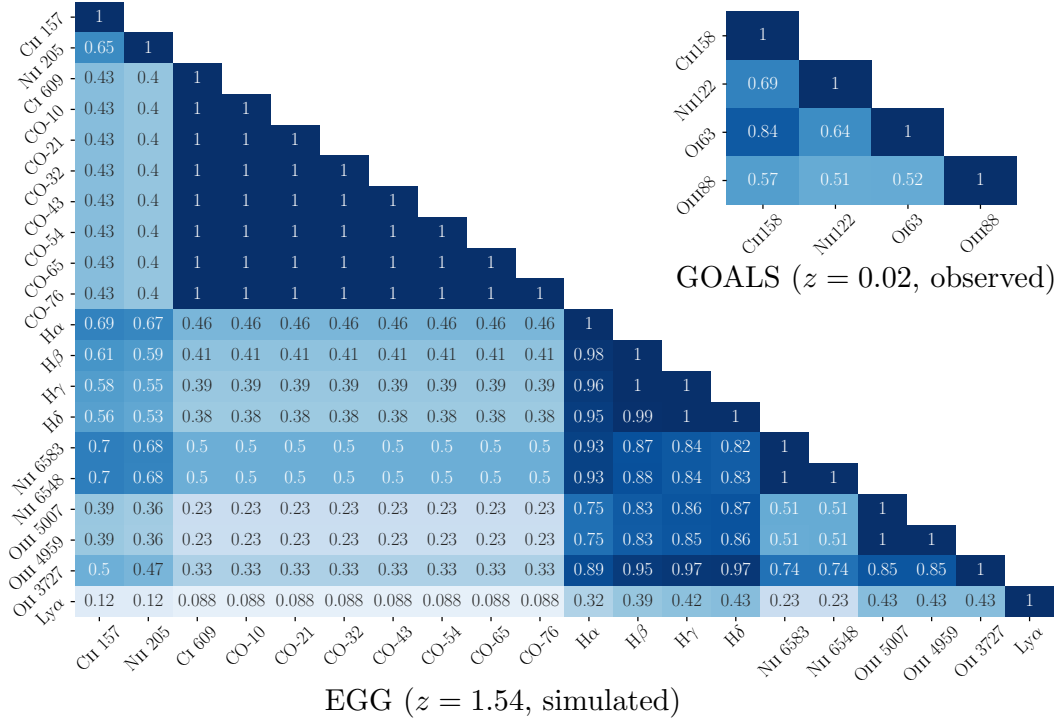 CII 157 1
NII 205 0.65 1
CI 609 0.43 0.4 1
CO-10 0.43 0.4 1 1
CO-21 0.43 0.4 1 1 1
CO-32 0.43 0.4 1 1 1 1
CO-43 0.43 0.4 1 1 1 1 1
CO-54 0.43 0.4 1 1 1 1 1 1
CO-65 0.43 0.4 1 1 1 1 1 1 1
CO-76 0.43 0.4 1 1 1 1 1 1 1 1
Hα 0.69 0.67 0.46 0.46 0.46 0.46 0.46 0.46 0.46 0.46 1
Hβ 0.61 0.59 0.41 0.41 0.41 0.41 0.41 0.41 0.41 0.41 0.98 1
Hγ 0.58 0.55 0.39 0.39 0.39 0.39 0.39 0.39 0.39 0.39 0.96 1 1
Hδ 0.56 0.53 0.38 0.38 0.38 0.38 0.38 0.38 0.38 0.38 0.95 0.99 1 1
NII 6583 0.7 0.68 0.5 0.5 0.5 0.5 0.5 0.5 0.5 0.5 0.93 0.87 0.84 0.82 1
NII 6548 0.7 0.68 0.5 0.5 0.5 0.5 0.5 0.5 0.5 0.5 0.93 0.88 0.84 0.83 1 1
OIII 5007 0.39 0.36 0.23 0.23 0.23 0.23 0.23 0.23 0.23 0.23 0.75 0.83 0.86 0.87 0.51 0.51 1
OIII 4959 0.39 0.36 0.23 0.23 0.23 0.23 0.23 0.23 0.23 0.23 0.75 0.83 0.85 0.86 0.51 0.51 1 1
OII 3727 0.5 0.47 0.33 0.33 0.33 0.33 0.33 0.33 0.33 0.33 0.89 0.95 0.97 0.97 0.74 0.74 0.85 0.85 1
Lyα 0.12 0.12 0.088 0.088 0.088 0.088 0.088 0.088 0.088 0.088 0.32 0.39 0.42 0.43 0.23 0.23 0.43 0.43 0.43 1
CII 157 NII 205 CI 609 CO-10 CO-21 CO-32 CO-43 CO-54 CO-65 CO-76 Hα Hβ Hγ Hδ NII 6583 NII 6548 OIII 5007 OIII 4959 OII 3727 Lyα
EGG (z = 1.54, simulated)
CII158 1
NII122 0.69 1
OI63 0.84 0.64 1
OIII88 0.57 0.51 0.52 1
CII158 NII122 OI63 OIII88
GOALS (z = 0.02, observed)